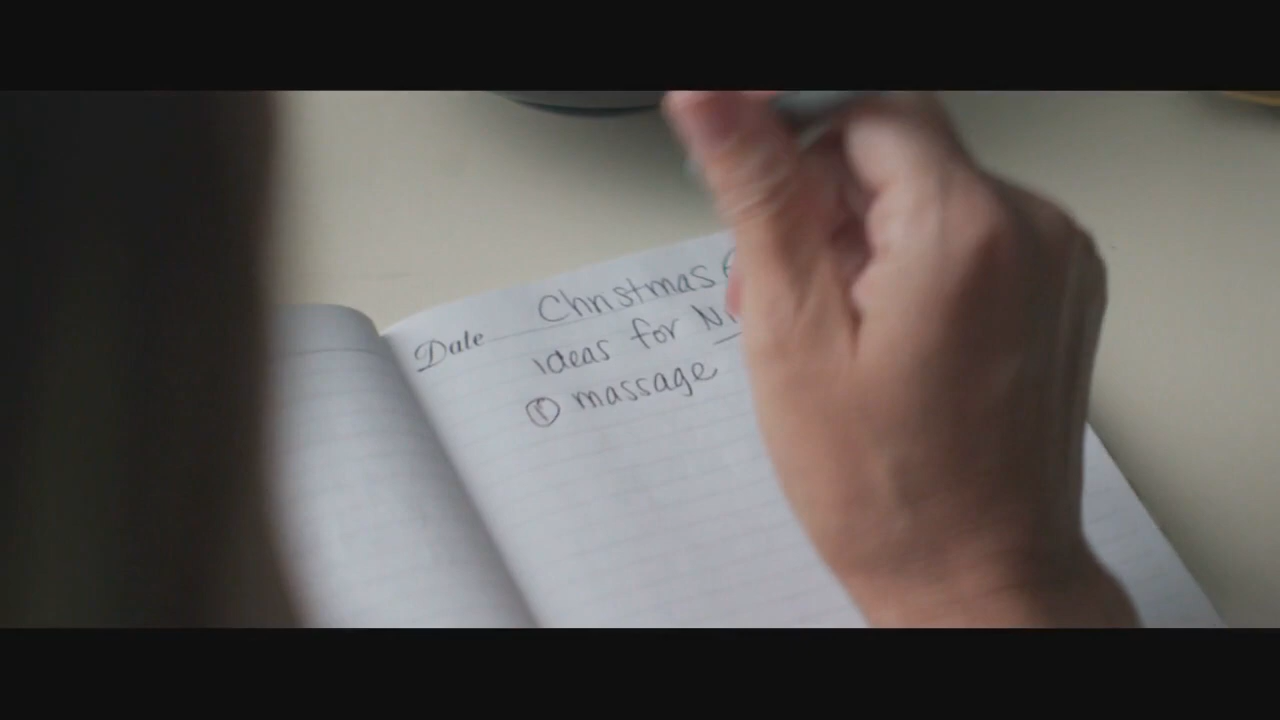 Christmas
Date
ideas for
① massage